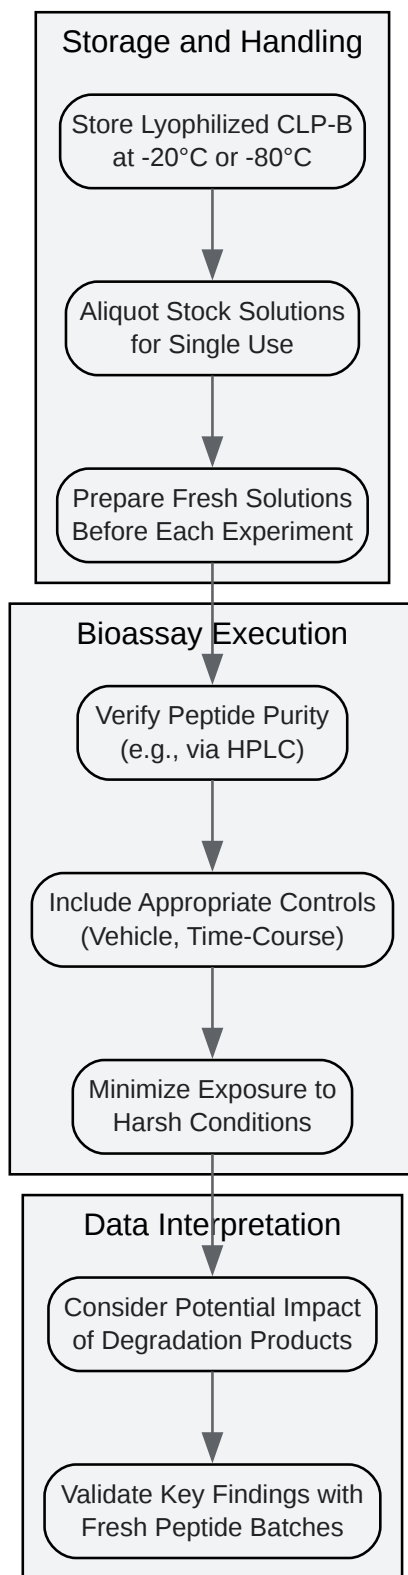 Storage and Handling
Store Lyophilized CLP-B
at -20°C or -80°C
Aliquot Stock Solutions
for Single Use
Prepare Fresh Solutions
Before Each Experiment
Bioassay Execution
Verify Peptide Purity
(e.g., via HPLC)
Include Appropriate Controls
(Vehicle, Time-Course)
Minimize Exposure to
Harsh Conditions
Data Interpretation
Consider Potential Impact
of Degradation Products
Validate Key Findings with
Fresh Peptide Batches